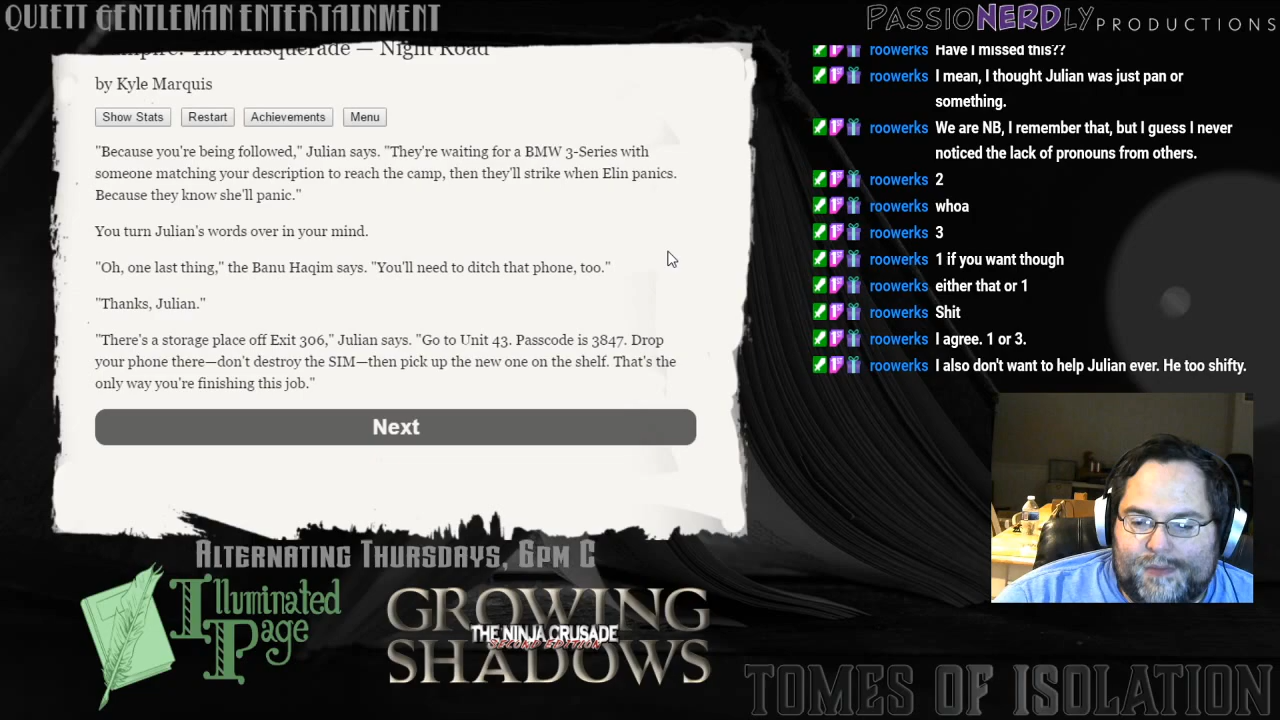 QUIETT GENTLEMAN ENTERTAINMENT
PASSIONERDLY PRODUCTIONS
Vampire: The Masquerade — Night Road
by Kyle Marquis
Show Stats Restart Achievements Menu
"Because you're being followed," Julian says. "They're waiting for a BMW 3-Series with
someone matching your description to reach the camp, then they'll strike when Elin panics.
Because they know she'll panic."
You turn Julian's words over in your mind.
"Oh, one last thing," the Banu Haqim says. "You'll need to ditch that phone, too."
"Thanks, Julian."
"There's a storage place off Exit 306," Julian says. "Go to Unit 43. Passcode is 3847. Drop
your phone there—don't destroy the SIM—then pick up the new one on the shelf. That's the
only way you're finishing this job."
Next
roowerks Have I missed this??
roowerks I mean, I thought Julian was just pan or
something.
roowerks We are NB, I remember that, but I guess I never
noticed the lack of pronouns from others.
roowerks 2
roowerks whoa
roowerks 3
roowerks 1 if you want though
roowerks either that or 1
roowerks Shit
roowerks I agree. 1 or 3.
roowerks I also don't want to help Julian ever. He too shifty.
ALTERNATING THURSDAYS, 6PM C
ILLUMINATED
PAGE
GROWING
THE NINJA CRUSADE
SECOND EDITION
SHADOWS
TOMES OF ISOLATION